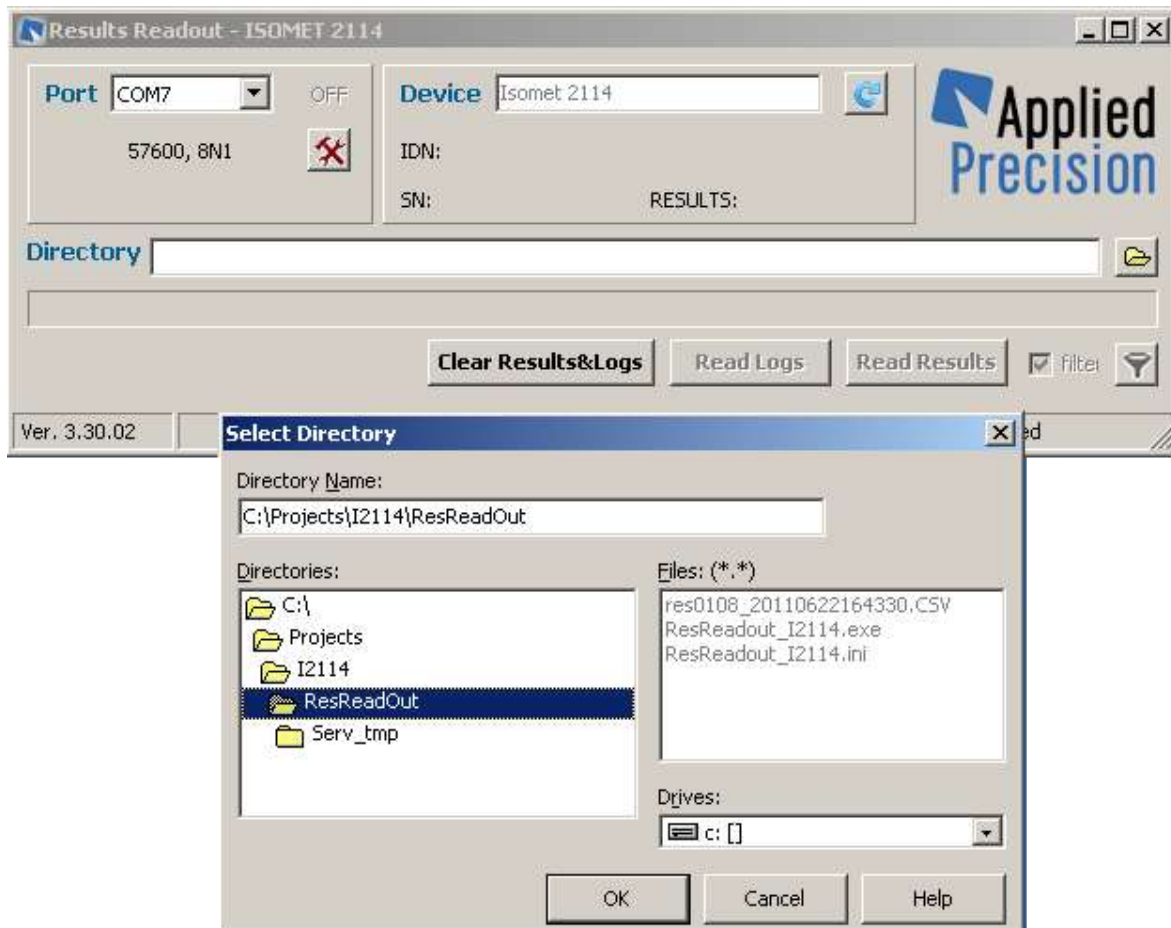 Results Readout - ISOMET 2114
Port COM7 OFF
57600, 8N1
Device Isomet 2114
IDN:
SN: RESULTS:
Applied
Precision
Directory
Clear Results&Logs Read Logs Read Results filter
Ver. 3.30.02
ed
Select Directory
Directory Name:
C:\Projects\I2114\ResReadOut
Directories:
C:\
Projects
I2114
ResReadOut
Serv_tmp
Files: (*.*)
res0108_20110622164330.CSV
ResReadout_I2114.exe
ResReadout_I2114.ini
Drives:
c: []
OK Cancel Help